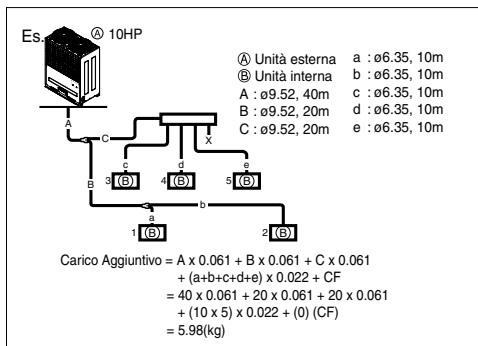 Es. Ⓐ 10HP
Ⓐ Unità esterna
Ⓑ Unità interna
A : ø9.52, 40m
B : ø9.52, 20m
C : ø9.52, 20m
a : ø6.35, 10m
b : ø6.35, 10m
c : ø6.35, 10m
d : ø6.35, 10m
e : ø6.35, 10m
A
C
X
B
c
d
e
3 Ⓑ
4 Ⓑ
5 Ⓑ
a
b
1 Ⓑ
2 Ⓑ
Carico Aggiuntivo = A x 0.061 + B x 0.061 + C x 0.061
+ (a+b+c+d+e) x 0.022 + CF
= 40 x 0.061 + 20 x 0.061 + 20 x 0.061
+ (10 x 5) x 0.022 + (0) (CF)
= 5.98(kg)